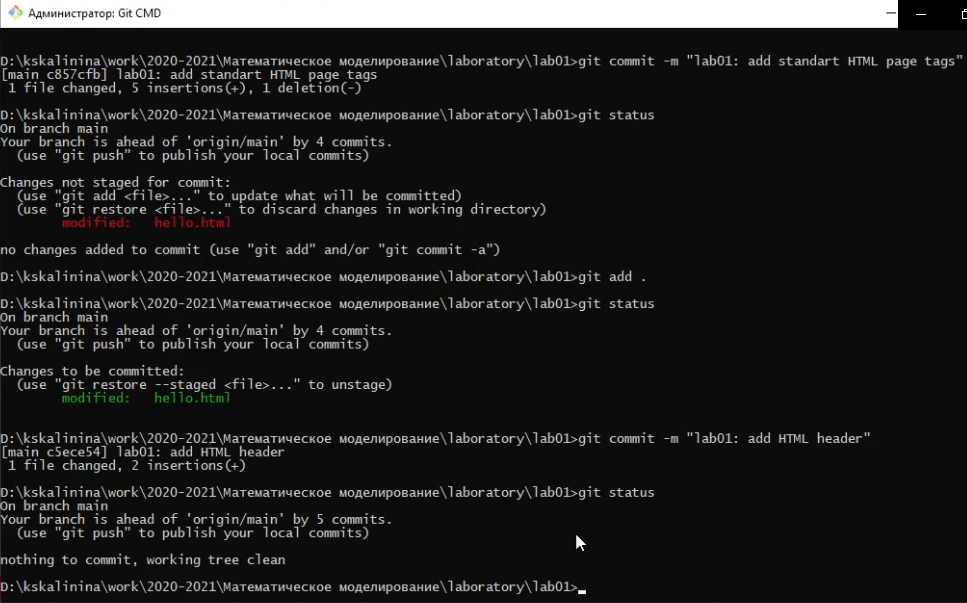 Администратор: Git CMD
D:\kskalinina\work\2020-2021\Математическое моделирование\laboratory\lab01>git commit -m "lab01: add standart HTML page tags"
[main c857cfb] lab01: add standart HTML page tags
1 file changed, 5 insertions(+), 1 deletion(-)
D:\kskalinina\work\2020-2021\Математическое моделирование\laboratory\lab01>git status
On branch main
Your branch is ahead of 'origin/main' by 4 commits.
(use "git push" to publish your local commits)
Changes not staged for commit:
(use "git add <file>..." to update what will be committed)
(use "git restore <file>..." to discard changes in working directory)
modified:   hello.html
no changes added to commit (use "git add" and/or "git commit -a")
D:\kskalinina\work\2020-2021\Математическое моделирование\laboratory\lab01>git add .
D:\kskalinina\work\2020-2021\Математическое моделирование\laboratory\lab01>git status
On branch main
Your branch is ahead of 'origin/main' by 4 commits.
(use "git push" to publish your local commits)
Changes to be committed:
(use "git restore --staged <file>..." to unstage)
modified:   hello.html
D:\kskalinina\work\2020-2021\Математическое моделирование\laboratory\lab01>git commit -m "lab01: add HTML header"
[main c5ece54] lab01: add HTML header
1 file changed, 2 insertions(+)
D:\kskalinina\work\2020-2021\Математическое моделирование\laboratory\lab01>git status
On branch main
Your branch is ahead of 'origin/main' by 5 commits.
(use "git push" to publish your local commits)
nothing to commit, working tree clean
D:\kskalinina\work\2020-2021\Математическое моделирование\laboratory\lab01>